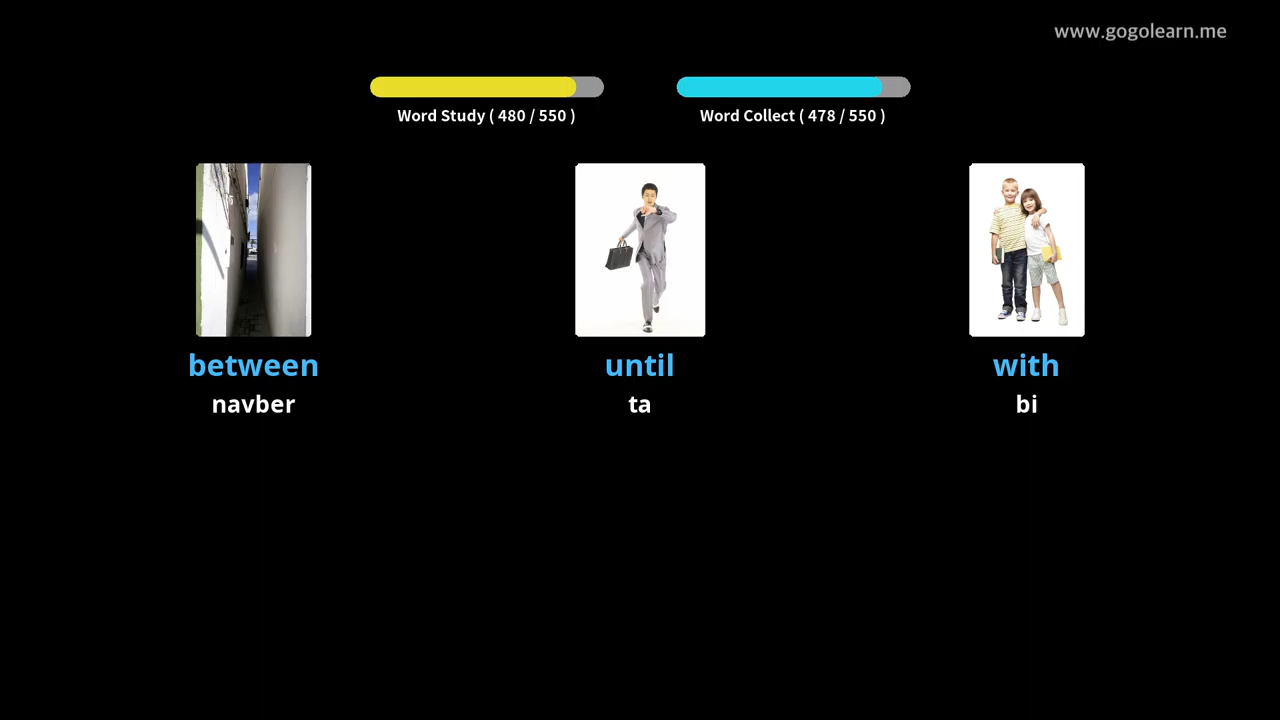 www.gogolearn.me
Word Study ( 480 / 550 )
Word Collect ( 478 / 550 )
between
until
with
navber
ta
bi